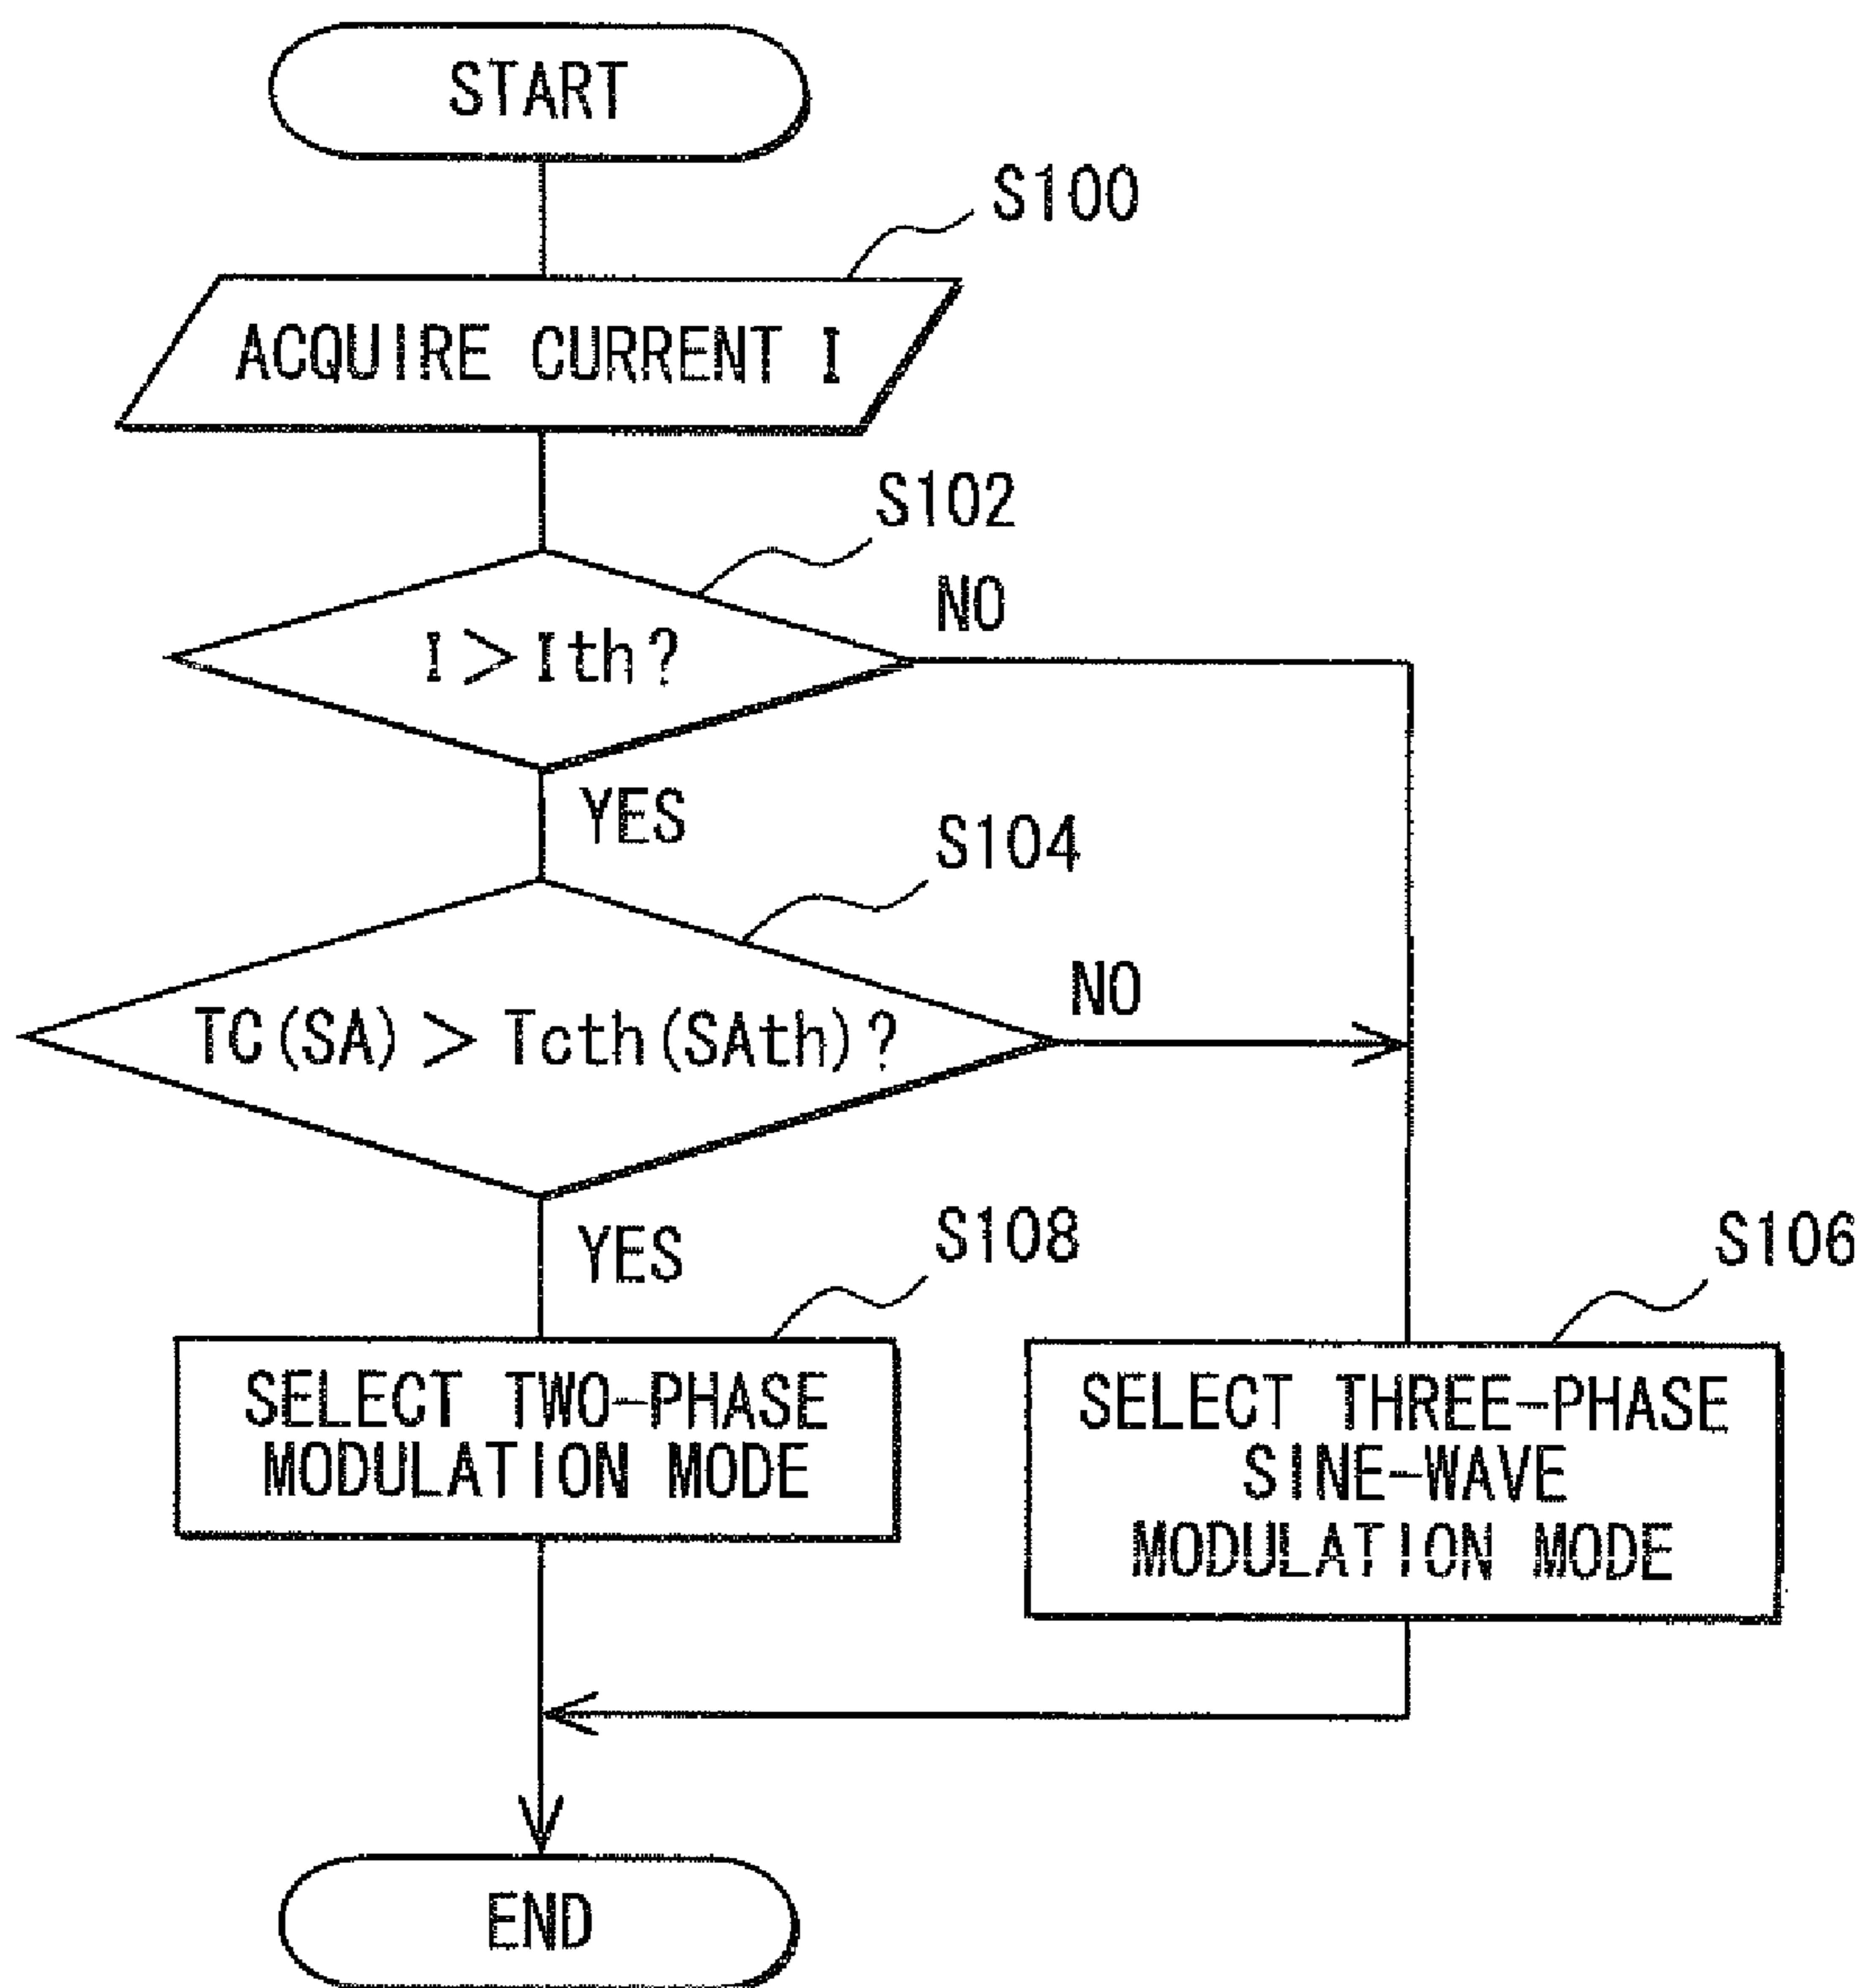 START
S100
ACQUIRE CURRENT I
S102
I>Ith?
NO
YES
S104
TC(SA)>Tcth(SAth)?
NO
YES
S108
SELECT TWO-PHASE
MODULATION MODE
S106
SELECT THREE-PHASE
SINE-WAVE
MODULATION MODE
END